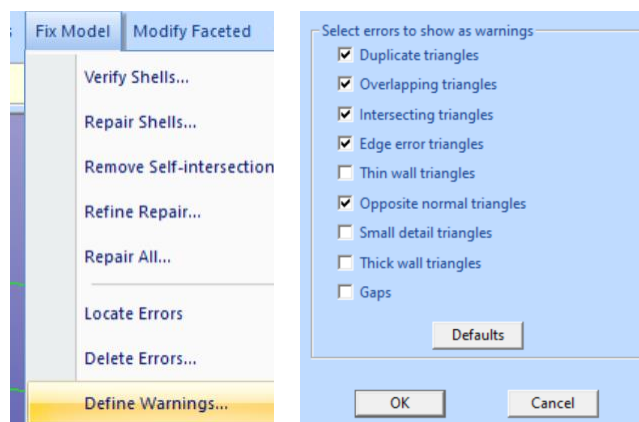 Fix Model Modify Faceted
Verify Shells...
Repair Shells...
Remove Self-intersection
Refine Repair...
Repair All...
Locate Errors
Delete Errors...
Define Warnings...
Select errors to show as warnings
Duplicate triangles
Overlapping triangles
Intersecting triangles
Edge error triangles
Thin wall triangles
Opposite normal triangles
Small detail triangles
Thick wall triangles
Gaps
Defaults
OK Cancel